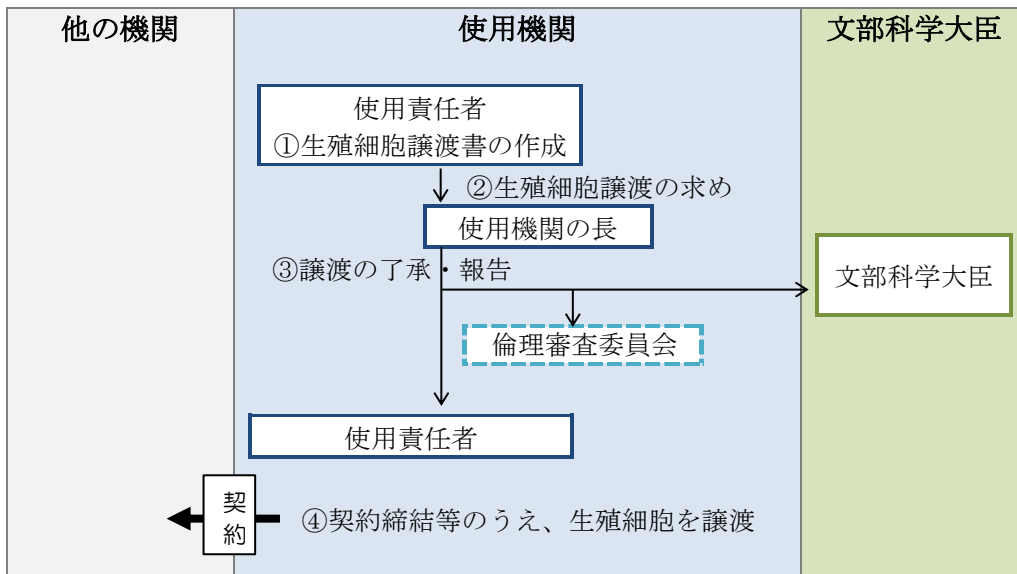 他の機関
使用機関
文部科学大臣
使用責任者
①生殖細胞譲渡書の作成
②生殖細胞譲渡の求め
使用機関の長
③譲渡の了承・報告
文部科学大臣
倫理審査委員会
使用責任者
契約
④契約締結等のうえ、生殖細胞を譲渡